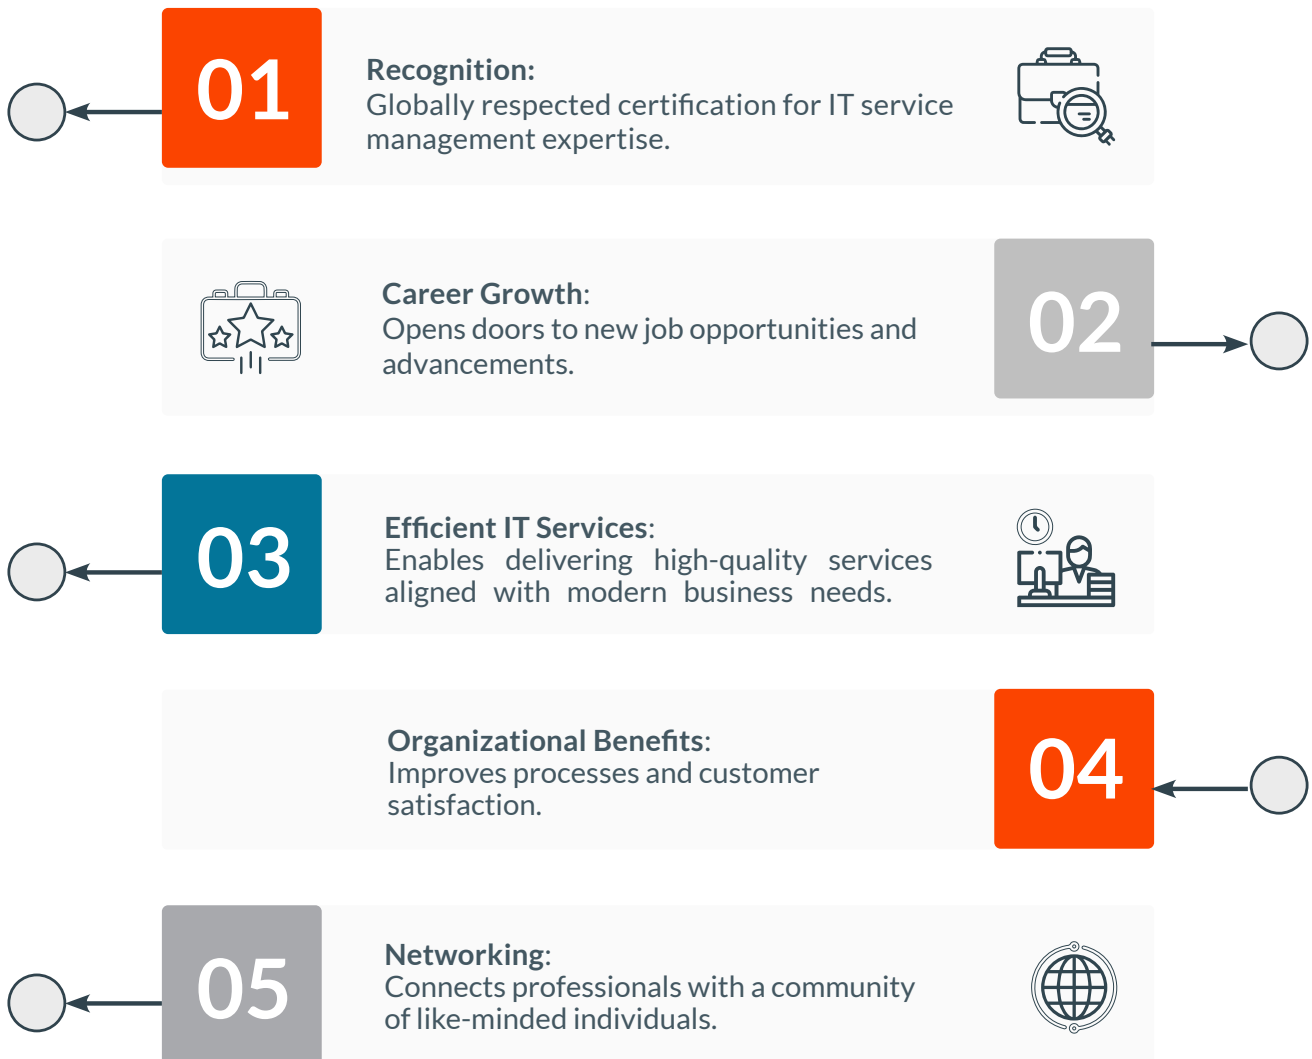 01
Recognition:
Globally respected certification for IT service
management expertise.
Career Growth:
Opens doors to new job opportunities and
advancements.
02
03
Efficient IT Services:
Enables delivering high-quality services
aligned with modern business needs.
Organizational Benefits:
Improves processes and customer
satisfaction.
04
05
Networking:
Connects professionals with a community
of like-minded individuals.